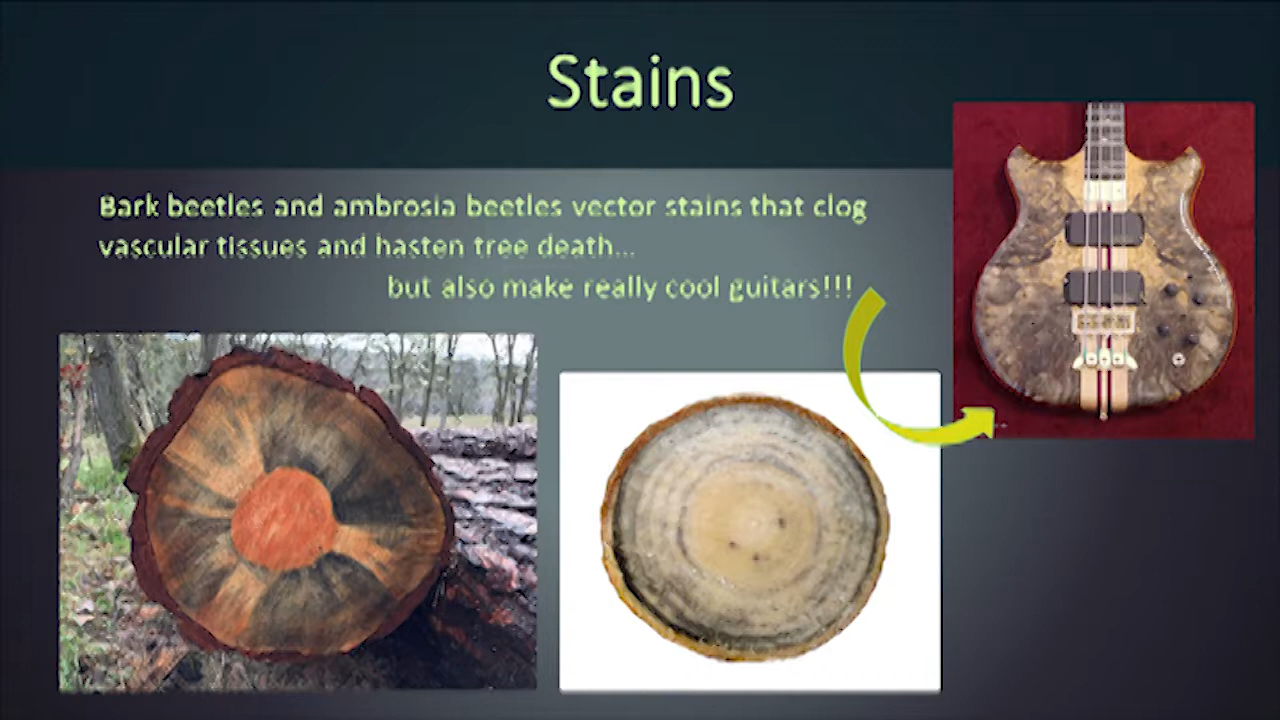 Stains
Bark beetles and ambrosia beetles vector stains that clog
vascular tissues and hasten tree death...
but also make really cool guitars!!!